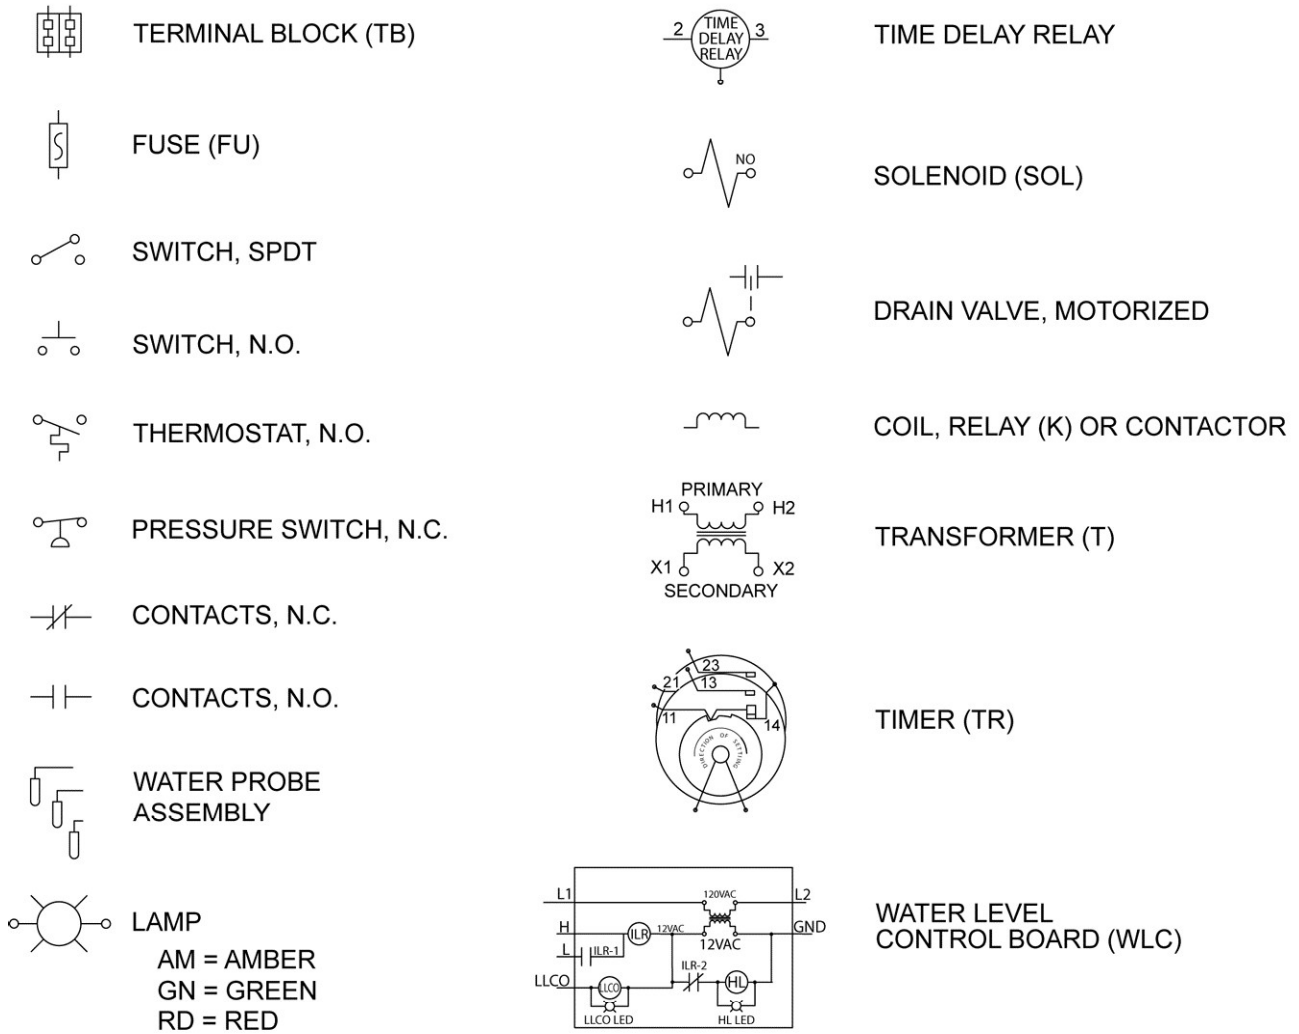 TERMINAL BLOCK (TB)
FUSE (FU)
SWITCH, SPDT
SWITCH, N.O.
THERMOSTAT, N.O.
PRESSURE SWITCH, N.C.
CONTACTS, N.C.
CONTACTS, N.O.
WATER PROBE
ASSEMBLY
LAMP
AM = AMBER
GN = GREEN
RD = RED
TIME
2 DELAY 3
RELAY
TIME DELAY RELAY
NO
SOLENOID (SOL)
DRAIN VALVE, MOTORIZED
COIL, RELAY (K) OR CONTACTOR
PRIMARY
H1 H2
X1 X2
SECONDARY
TRANSFORMER (T)
23
21 13
11 14
DIRECTION OF SETTING
TIMER (TR)
L1 120VAC L2
H ILR 12VAC 12VAC GND
L ILR-1
ILR-2
LLCO LLCO HL
LLCO LED HL LED
WATER LEVEL
CONTROL BOARD (WLC)